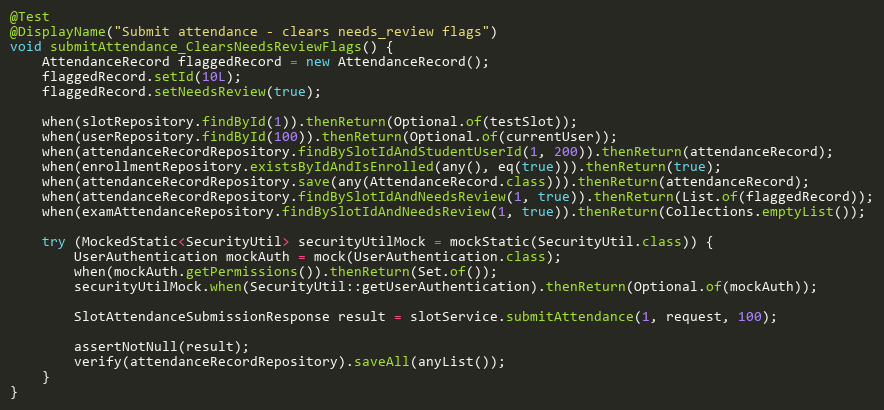 @Test
@DisplayName("Submit attendance - clears needs_review flags")
void submitAttendance_ClearsNeedsReviewFlags() {
    AttendanceRecord flaggedRecord = new AttendanceRecord();
    flaggedRecord.setId(10L);
    flaggedRecord.setNeedsReview(true);

    when(slotRepository.findById(1)).thenReturn(Optional.of(testSlot));
    when(userRepository.findById(100)).thenReturn(Optional.of(currentUser));
    when(attendanceRecordRepository.findBySlotIdAndStudentUserId(1, 200)).thenReturn(attendanceRecord);
    when(enrollmentRepository.existsByIdAndIsEnrolled(any(), eq(true))).thenReturn(true);
    when(attendanceRecordRepository.save(any(AttendanceRecord.class))).thenReturn(attendanceRecord);
    when(attendanceRecordRepository.findBySlotIdAndNeedsReview(1, true)).thenReturn(List.of(flaggedRecord));
    when(examAttendanceRepository.findBySlotIdAndNeedsReview(1, true)).thenReturn(Collections.emptyList());

    try (MockedStatic<SecurityUtil> securityUtilMock = mockStatic(SecurityUtil.class)) {
        UserAuthentication mockAuth = mock(UserAuthentication.class);
        when(mockAuth.getPermissions()).thenReturn(Set.of());
        securityUtilMock.when(SecurityUtil::getUserAuthentication).thenReturn(Optional.of(mockAuth));

        SlotAttendanceSubmissionResponse result = slotService.submitAttendance(1, request, 100);

        assertNotNull(result);
        verify(attendanceRecordRepository).saveAll(anyList());
    }
}